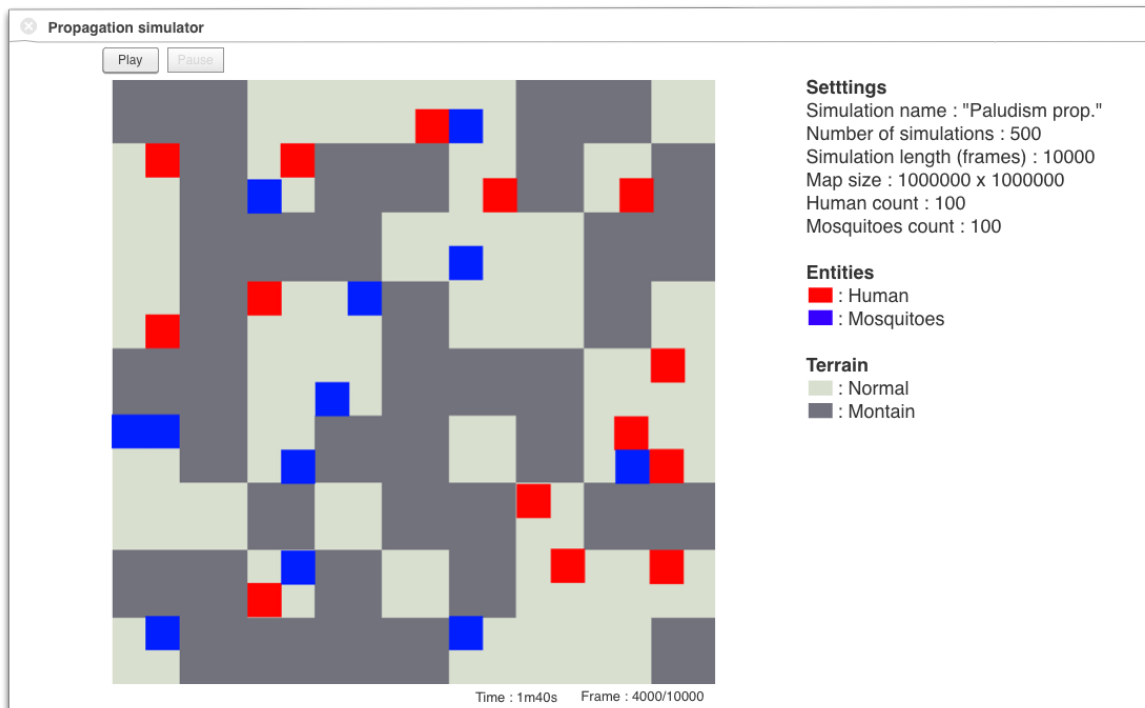 Propagation simulator
Play
Pause
Setttings
Simulation name : "Paludism prop."
Number of simulations : 500
Simulation length (frames) : 10000
Map size : 1000000 x 1000000
Human count : 100
Mosquitoes count : 100
Entities
: Human
: Mosquitoes
Terrain
: Normal
: Montain
Time : 1m40s Frame : 4000/10000